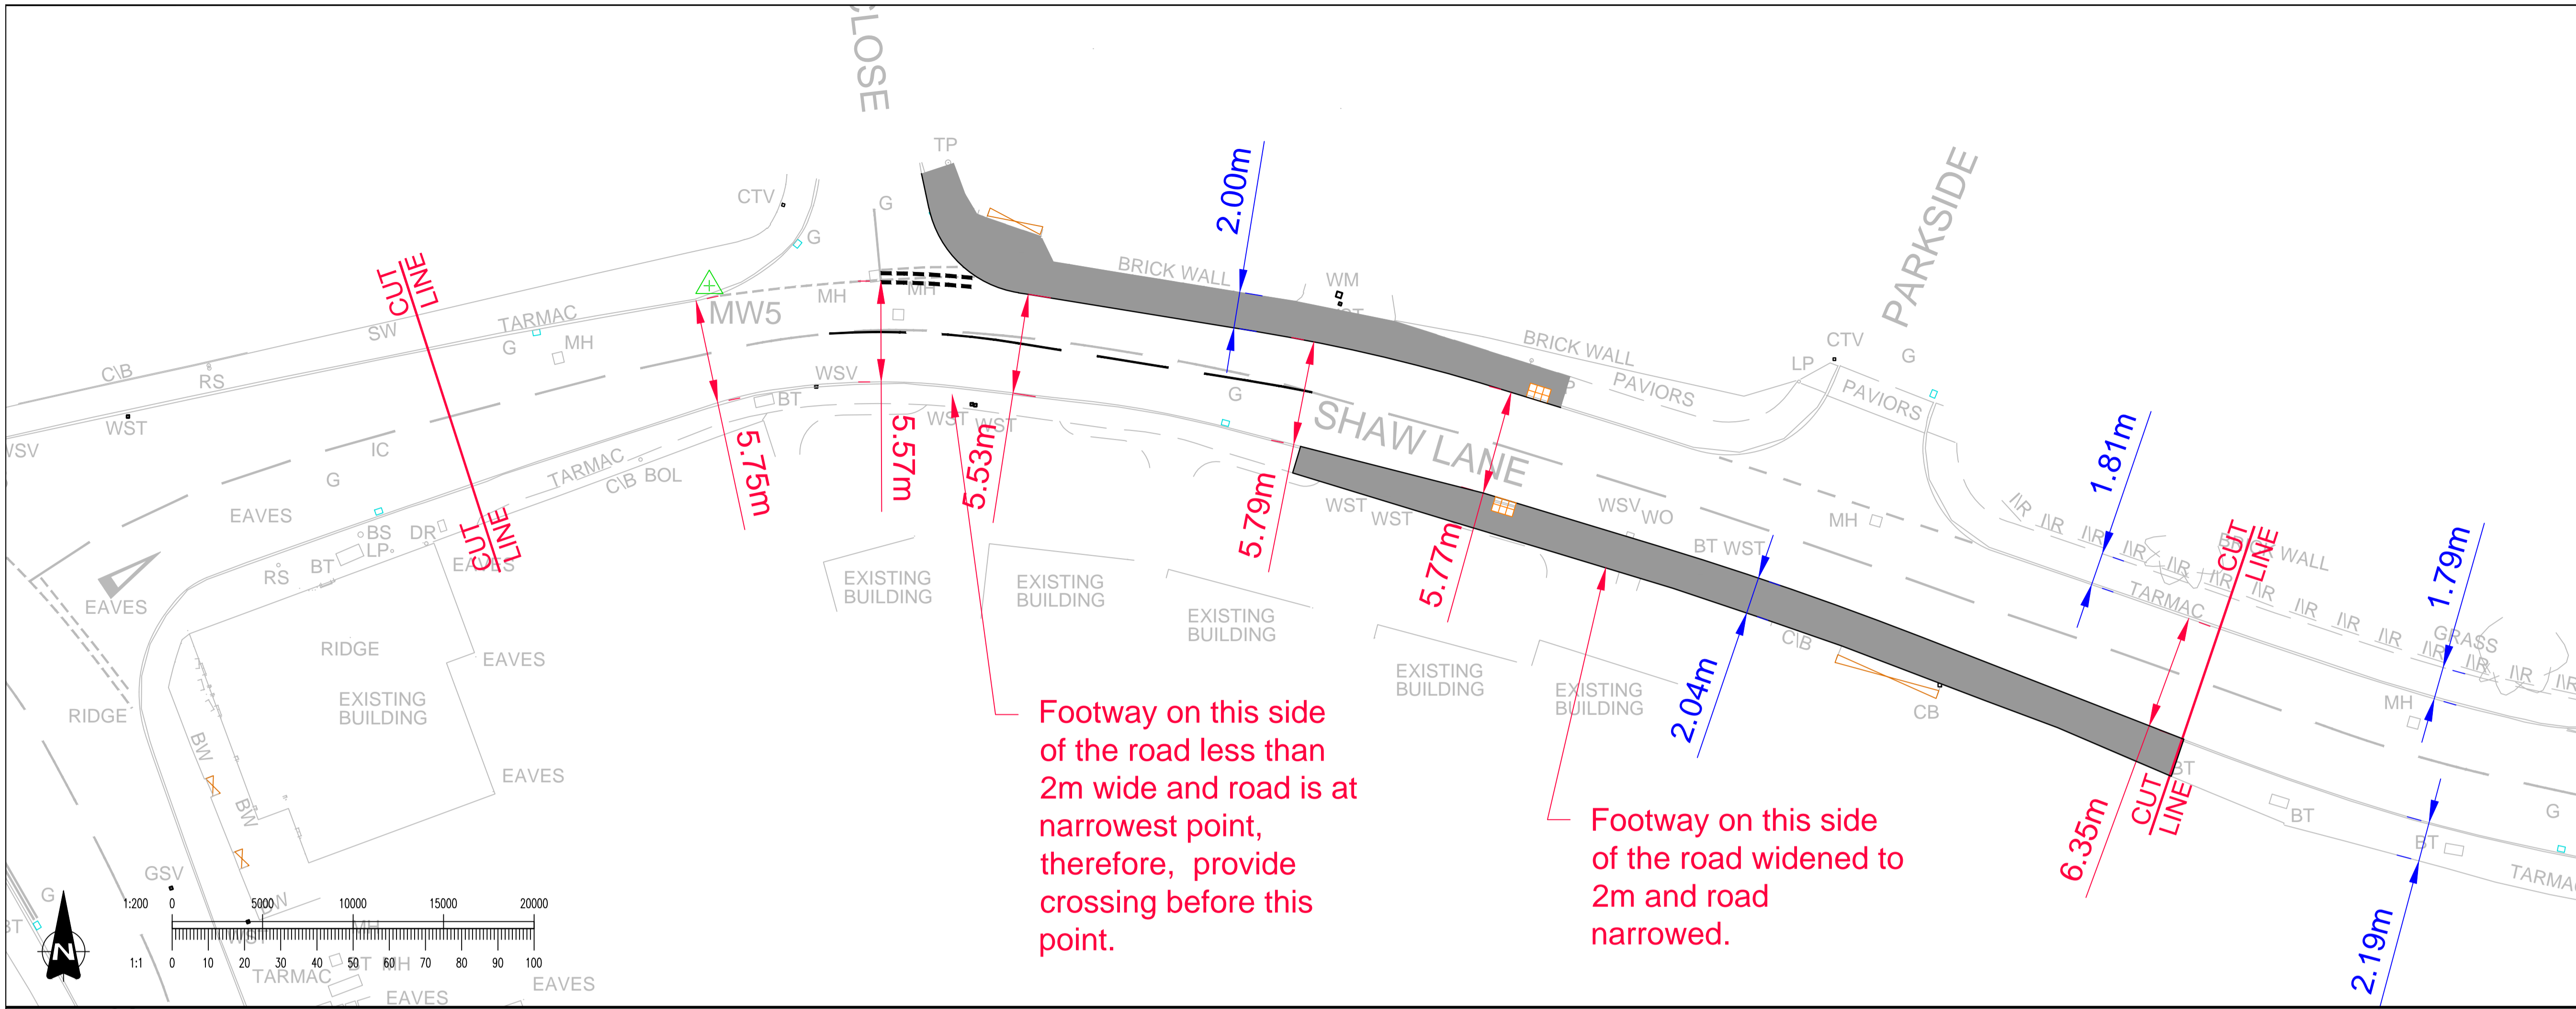 CLOSE
TP
CTV
G
G
2.00m
PARKSIDE
CUT
LINE
BRICK WALL
WM
MW5
MH
MH
TARMAC
SW
G
MH
C\B
RS
WST
WSV
IC
G
EAVES
WSV
BT
TARMAC
C\B
BOL
5.75m
5.57m
5.53m
WST
WST
G
SHAW LANE
5.79m
BRICK WALL
PAVIORS
LP
CTV
G
PAVIORS
5.77m
WST
WST
WSV
WO
BT
WST
MH
1.81m
I\R
I\R
I\R
I\R
I\R
I\R
I\R
I\R
I\R
I\R
I\R
I\R
I\R
I\R
BRICK WALL
CUT
LINE
TARMAC
GRASS
1.79m
MH
CUT
LINE
BS
LP
DR
BT
RS
EAVES
EAVES
RIDGE
EAVES
EXISTING
BUILDING
RIDGE
EAVES
BW
BW
EXISTING
BUILDING
EXISTING
BUILDING
EXISTING
BUILDING
EXISTING
BUILDING
EXISTING
BUILDING
2.04m
C\B
CB
Footway on this side
of the road less than
2m wide and road is at
narrowest point,
therefore, provide
crossing before this
point.
Footway on this side
of the road widened to
2m and road
narrowed.
6.35m
CUT
LINE
BT
BT
BT
G
TARMAC
2.19m
GSV
G
BT
1:200 0 5000 10000 15000 20000
1:1 0 10 20 30 40 50 60 70 80 90 100
WST
MH
BT MH
TARMAC
EAVES
EAVES
N